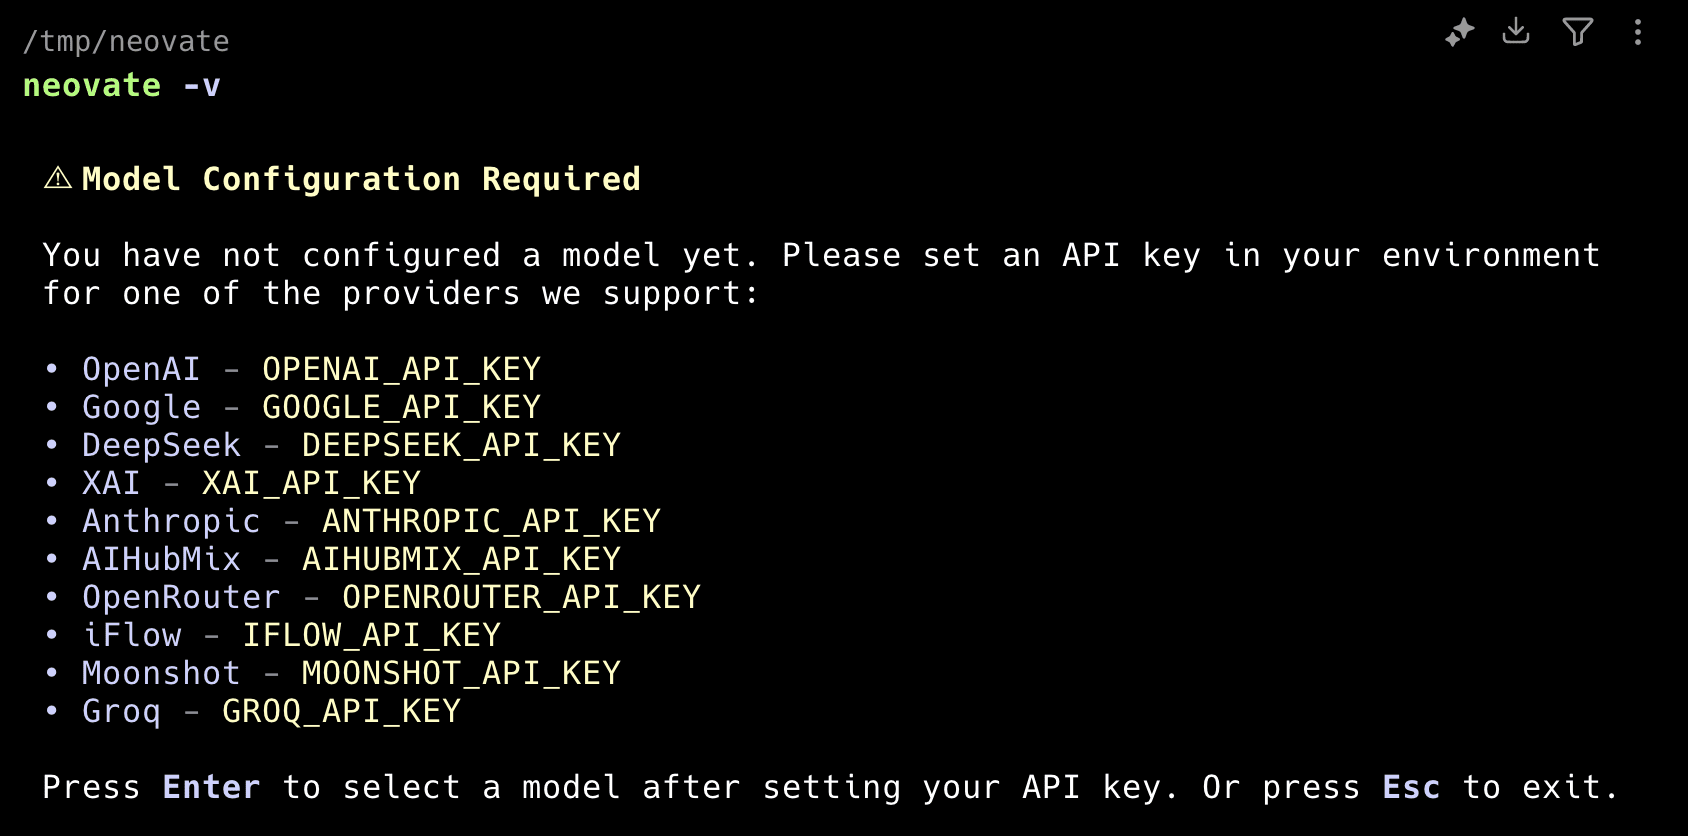 /tmp/neovate
neovate -v
⚠ Model Configuration Required
You have not configured a model yet. Please set an API key in your environment
for one of the providers we support:
• OpenAI - OPENAI_API_KEY
• Google - GOOGLE_API_KEY
• DeepSeek - DEEPSEEK_API_KEY
• XAI - XAI_API_KEY
• Anthropic - ANTHROPIC_API_KEY
• AIHubMix - AIHUBMIX_API_KEY
• OpenRouter - OPENROUTER_API_KEY
• iFlow - IFLOW_API_KEY
• Moonshot - MOONSHOT_API_KEY
• Groq - GROQ_API_KEY
Press Enter to select a model after setting your API key. Or press Esc to exit.